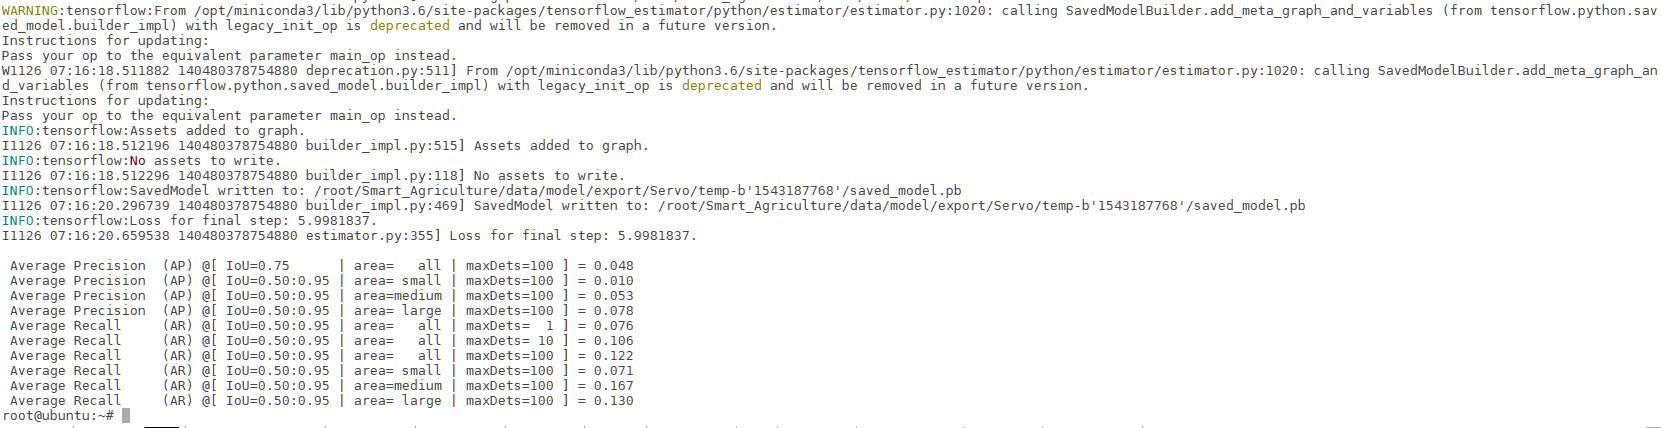 WARNING:tensorflow:From /opt/miniconda3/lib/python3.6/site-packages/tensorflow_estimator/python/estimator/estimator.py:1020: calling SavedModelBuilder.add_meta_graph_and_variables (from tensorflow.python.sav
ed_model.builder_impl) with legacy_init_op is deprecated and will be removed in a future version.
Instructions for updating:
Pass your op to the equivalent parameter main_op instead.
W1126 07:16:18.511882 140480378754880 deprecation.py:511] From /opt/miniconda3/lib/python3.6/site-packages/tensorflow_estimator/python/estimator/estimator.py:1020: calling SavedModelBuilder.add_meta_graph_an
d_variables (from tensorflow.python.saved_model.builder_impl) with legacy_init_op is deprecated and will be removed in a future version.
Instructions for updating:
Pass your op to the equivalent parameter main_op instead.
INFO:tensorflow:Assets added to graph.
I1126 07:16:18.512196 140480378754880 builder_impl.py:515] Assets added to graph.
INFO:tensorflow:No assets to write.
I1126 07:16:18.512296 140480378754880 builder_impl.py:118] No assets to write.
INFO:tensorflow:SavedModel written to: /root/Smart_Agriculture/data/model/export/Servo/temp-b'1543187768'/saved_model.pb
I1126 07:16:20.296739 140480378754880 builder_impl.py:469] SavedModel written to: /root/Smart_Agriculture/data/model/export/Servo/temp-b'1543187768'/saved_model.pb
INFO:tensorflow:Loss for final step: 5.9981837.
I1126 07:16:20.659538 140480378754880 estimator.py:355] Loss for final step: 5.9981837.
Average Precision  (AP) @[ IoU=0.75      | area=   all | maxDets=100 ] = 0.048
Average Precision  (AP) @[ IoU=0.50:0.95 | area= small | maxDets=100 ] = 0.010
Average Precision  (AP) @[ IoU=0.50:0.95 | area=medium | maxDets=100 ] = 0.053
Average Precision  (AP) @[ IoU=0.50:0.95 | area= large | maxDets=100 ] = 0.078
Average Recall     (AR) @[ IoU=0.50:0.95 | area=   all | maxDets=  1 ] = 0.076
Average Recall     (AR) @[ IoU=0.50:0.95 | area=   all | maxDets= 10 ] = 0.106
Average Recall     (AR) @[ IoU=0.50:0.95 | area=   all | maxDets=100 ] = 0.122
Average Recall     (AR) @[ IoU=0.50:0.95 | area= small | maxDets=100 ] = 0.071
Average Recall     (AR) @[ IoU=0.50:0.95 | area=medium | maxDets=100 ] = 0.167
Average Recall     (AR) @[ IoU=0.50:0.95 | area= large | maxDets=100 ] = 0.130
root@ubuntu:~#